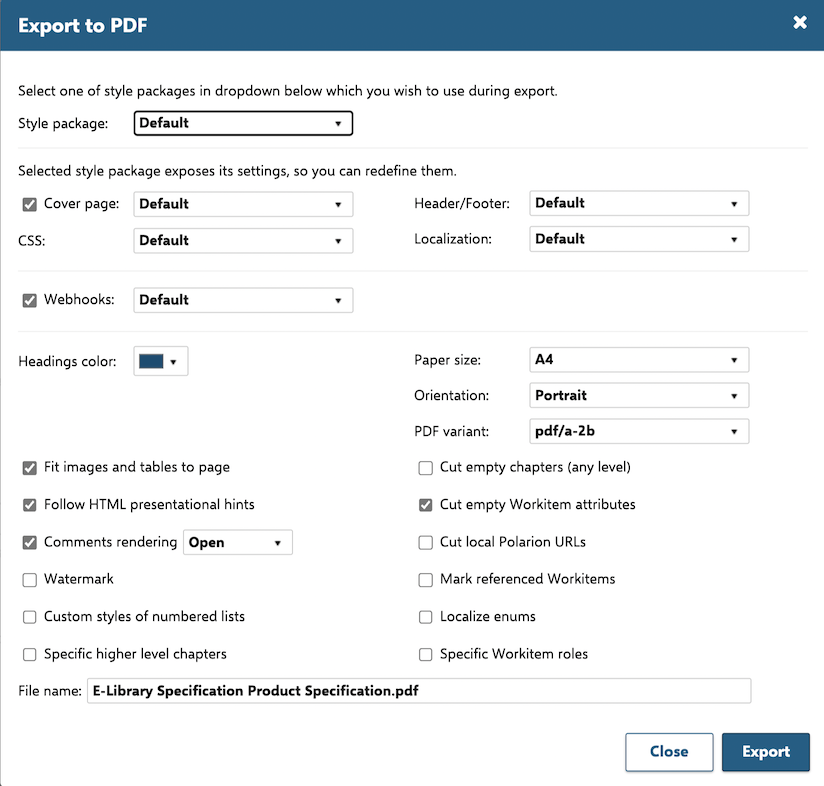 Export to PDF
Select one of style packages in dropdown below which you wish to use during export.
Style package: Default
Selected style package exposes its settings, so you can redefine them.
Cover page: Default Header/Footer: Default
CSS: Default Localization: Default
Webhooks: Default
Headings color: Paper size: A4
Orientation: Portrait
PDF variant: pdf/a-2b
Fit images and tables to page Cut empty chapters (any level)
Follow HTML presentational hints Cut empty Workitem attributes
Comments rendering Open Cut local Polarion URLs
Watermark Mark referenced Workitems
Custom styles of numbered lists Localize enums
Specific higher level chapters Specific Workitem roles
File name: E-Library Specification Product Specification.pdf
Close Export